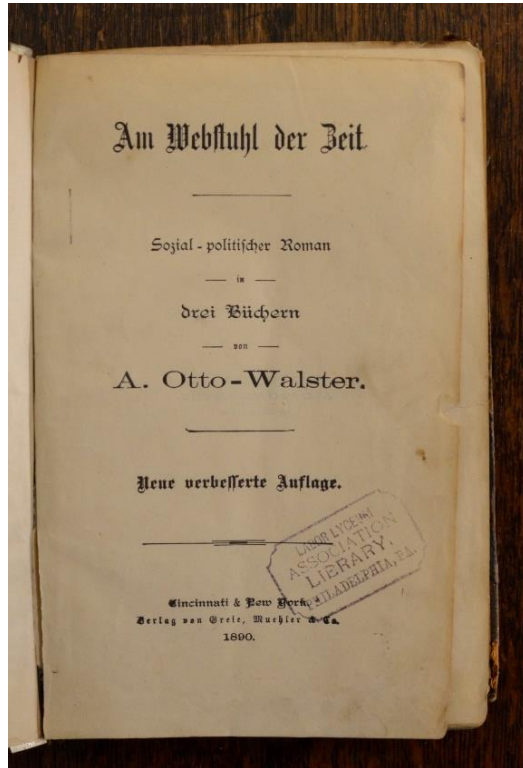 Am Webstuhl der Zeit.
Sozial-politischer Roman
— in —
drei Büchern
— von —
A. Otto-Walster.
Neue verbesserte Auflage.
LABOR LYCEUM
ASSOCIATION
LIBRARY,
PHILADELPHIA, PA.
Cincinnati & New York.
Verlag von Greie, Muehler & Co.
1890.